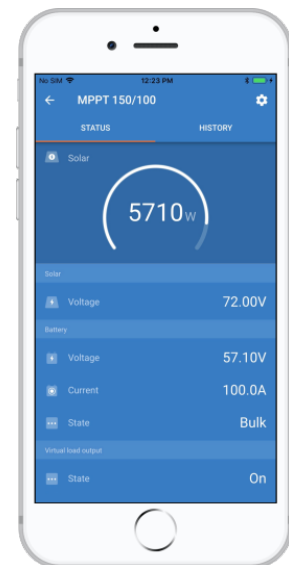 No SIM 12:23 PM
MPPT 150/100
STATUS HISTORY
Solar
5710W
Solar
Voltage 72.00V
Battery
Voltage 57.10V
Current 100.0A
State Bulk
Virtual load output
State On